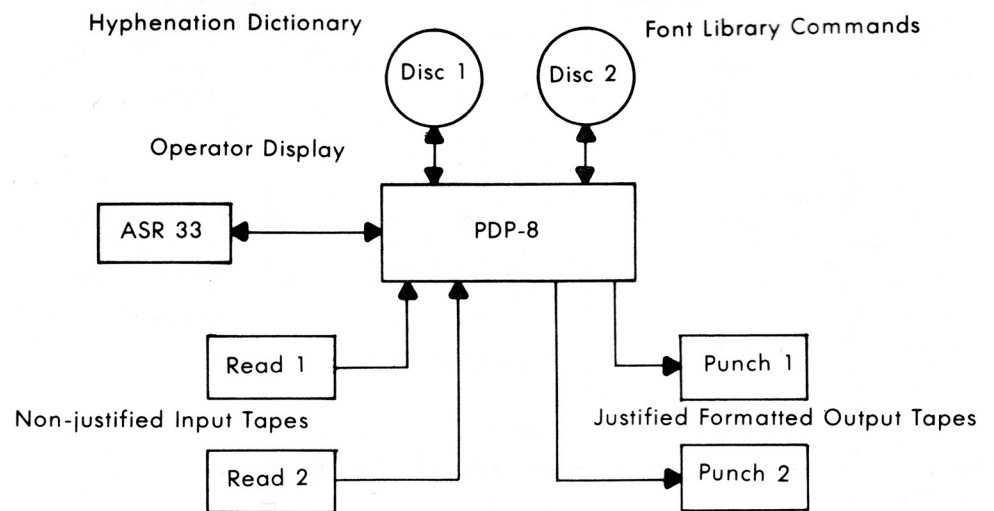 Hyphenation Dictionary
Font Library Commands
Disc 1
Disc 2
Operator Display
ASR 33
PDP-8
Read 1
Punch 1
Non-justified Input Tapes
Justified Formatted Output Tapes
Read 2
Punch 2